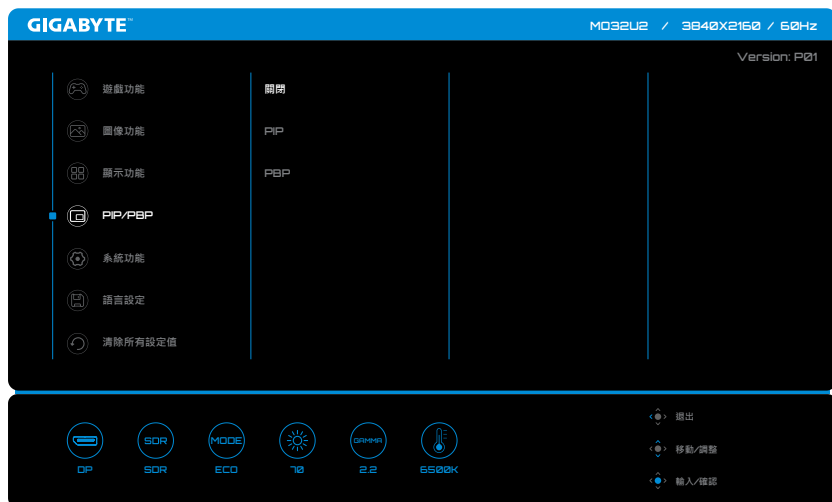 GIGABYTE™
MO32U2 / 3840X2160 / 60Hz
Version: P01
遊戲功能
圖像功能
顯示功能
PIP/PBP
系統功能
語言設定
清除所有設定值
關閉
PIP
PBP
SDR
MODE
GAMMA
DP
SDR
ECO
70
2.2
6500K
退出
移動/調整
輸入/確認